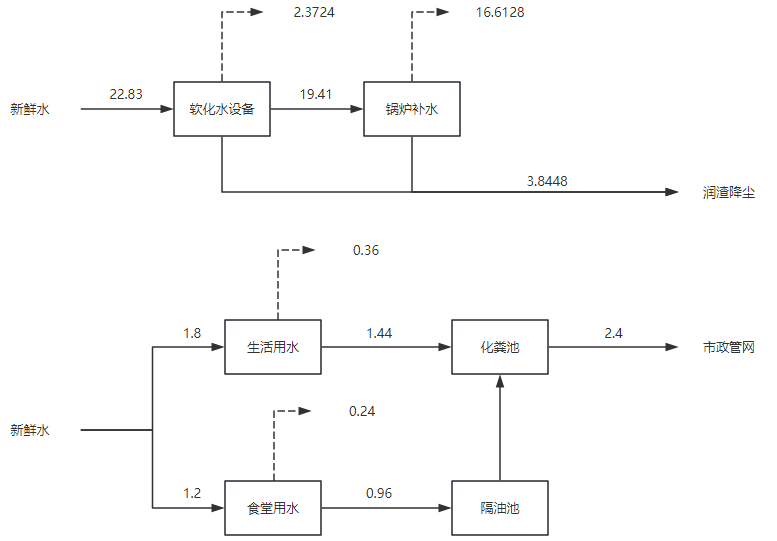 2.3724
16.6128
新鲜水
22.83
软化水设备
19.41
锅炉补水
3.8448
润渣降尘
0.36
1.8
生活用水
1.44
化粪池
2.4
市政管网
新鲜水
0.24
1.2
食堂用水
0.96
隔油池